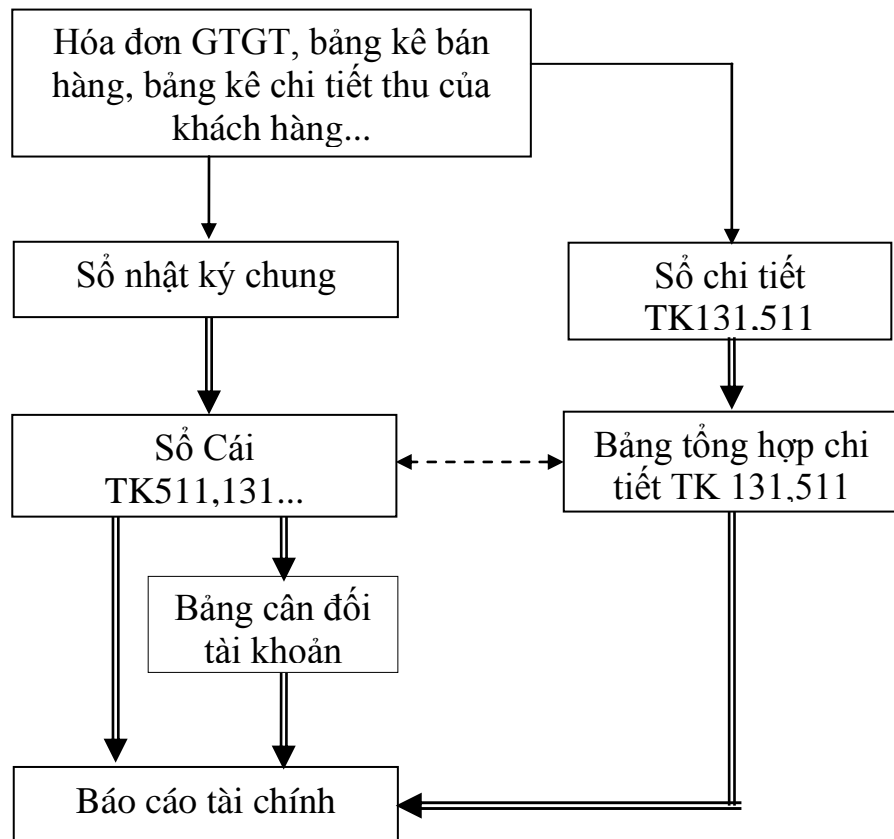 Hóa đơn GTGT, bảng kê bán
hàng, bảng kê chi tiết thu của
khách hàng...
Sổ nhật ký chung
Sổ chi tiết
TK131,511
Sổ Cái
TK511,131...
Bảng tổng hợp chi
tiết TK 131,511
Bảng cân đối
tài khoản
Báo cáo tài chính